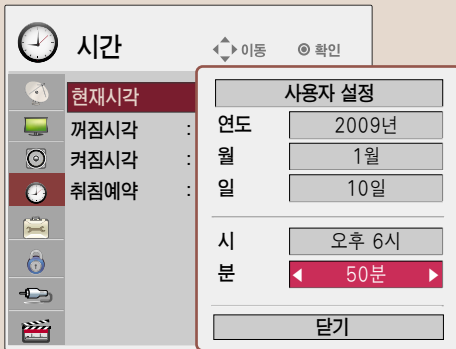 시간
이동 확인
현재시각
꺼짐시각 :
켜짐시각 :
취침예약 :
사용자 설정
연도 2009년
월 1월
일 10일
시 오후 6시
분 50분
닫기